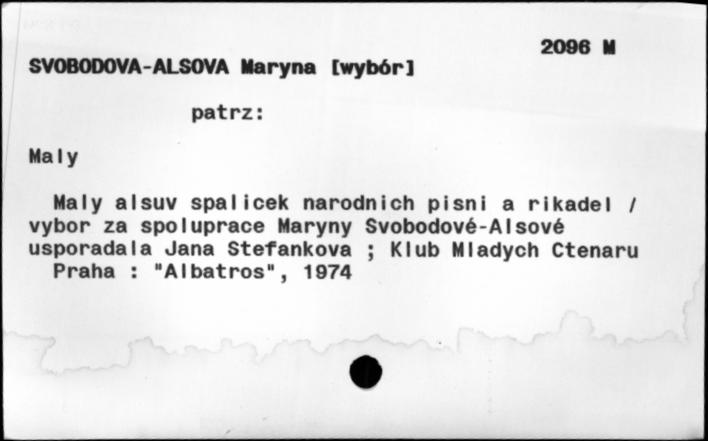 2096 M
SVOBODOVA-ALSOVA Maryna [wybór]
patrz:
Maly
Maly alsuv spalicek narodnich pisni a rikadel /
vybor za spoluprace Maryny Svobodové-Alsové
usporadala Jana Stefankova ; Klub Mladych Ctenaru
Praha : "Albatros", 1974